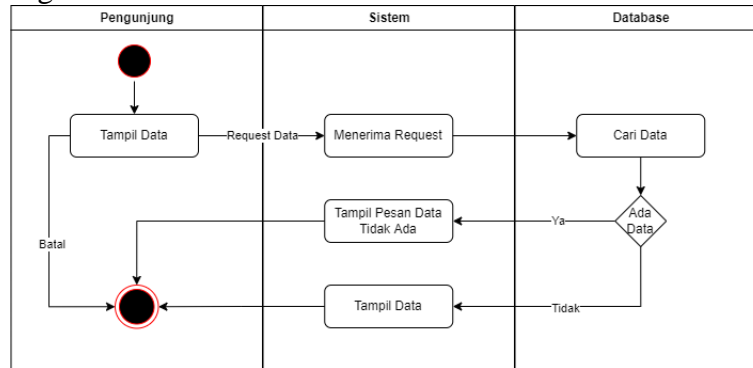 Pengunjung
Sistem
Database
Tampil Data
Request Data
Menerima Request
Cari Data
Tampil Pesan Data
Tidak Ada
Ya
Ada
Data
Batal
Tampil Data
Tidak